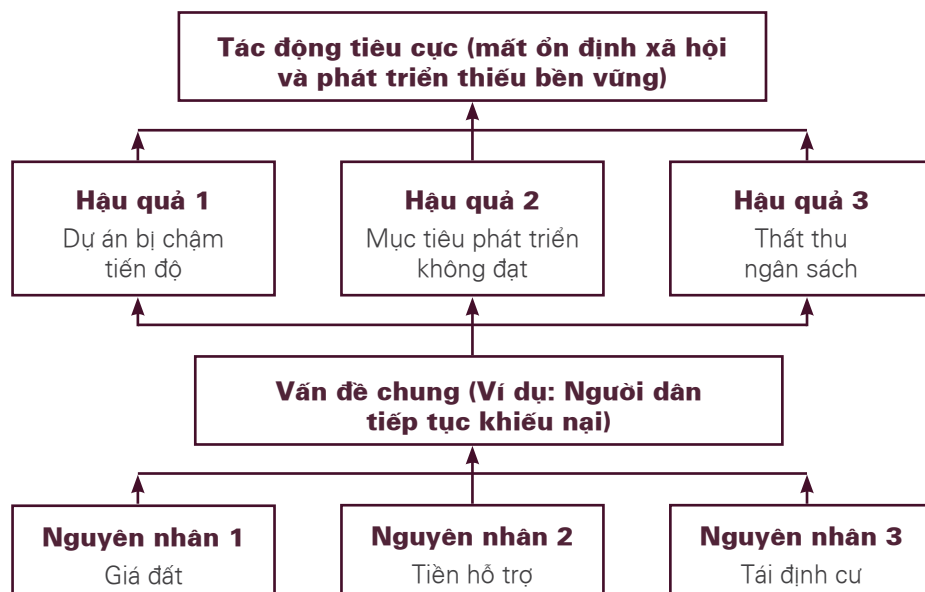 Tác động tiêu cực (mất ổn định xã hội
và phát triển thiếu bền vững)
Hậu quả 1
Dự án bị chậm
tiến độ
Hậu quả 2
Mục tiêu phát triển
không đạt
Hậu quả 3
Thất thu
ngân sách
Vấn đề chung (Ví dụ: Người dân
tiếp tục khiếu nại)
Nguyên nhân 1
Giá đất
Nguyên nhân 2
Tiền hỗ trợ
Nguyên nhân 3
Tái định cư